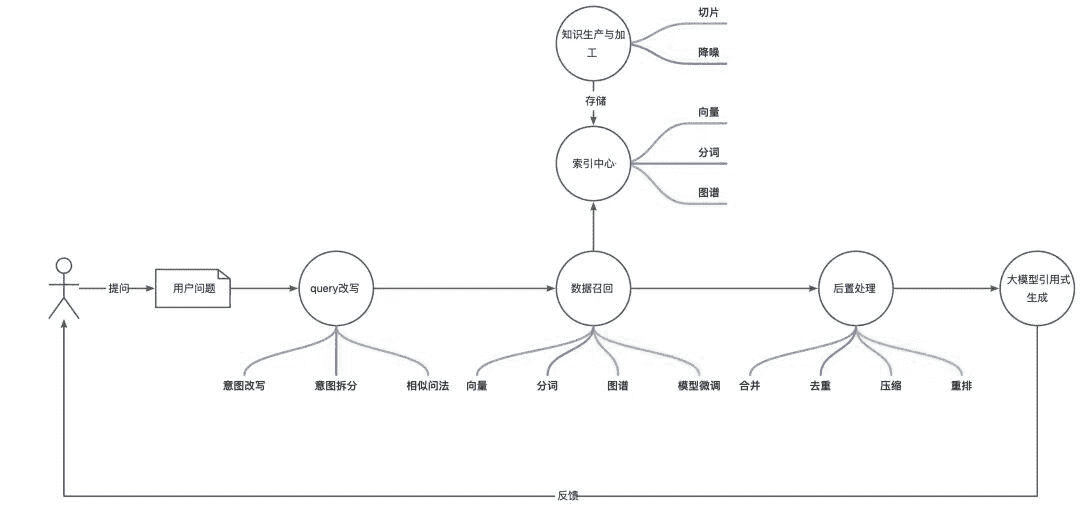 切片
知识生产与加
工
降噪
存储
向量
索引中心
分词
图谱
提问
用户问题
query改写
数据召回
后置处理
大模型引用式
生成
意图改写
意图拆分
相似问法
向量
分词
图谱
模型微调
合并
去重
压缩
重排
反馈